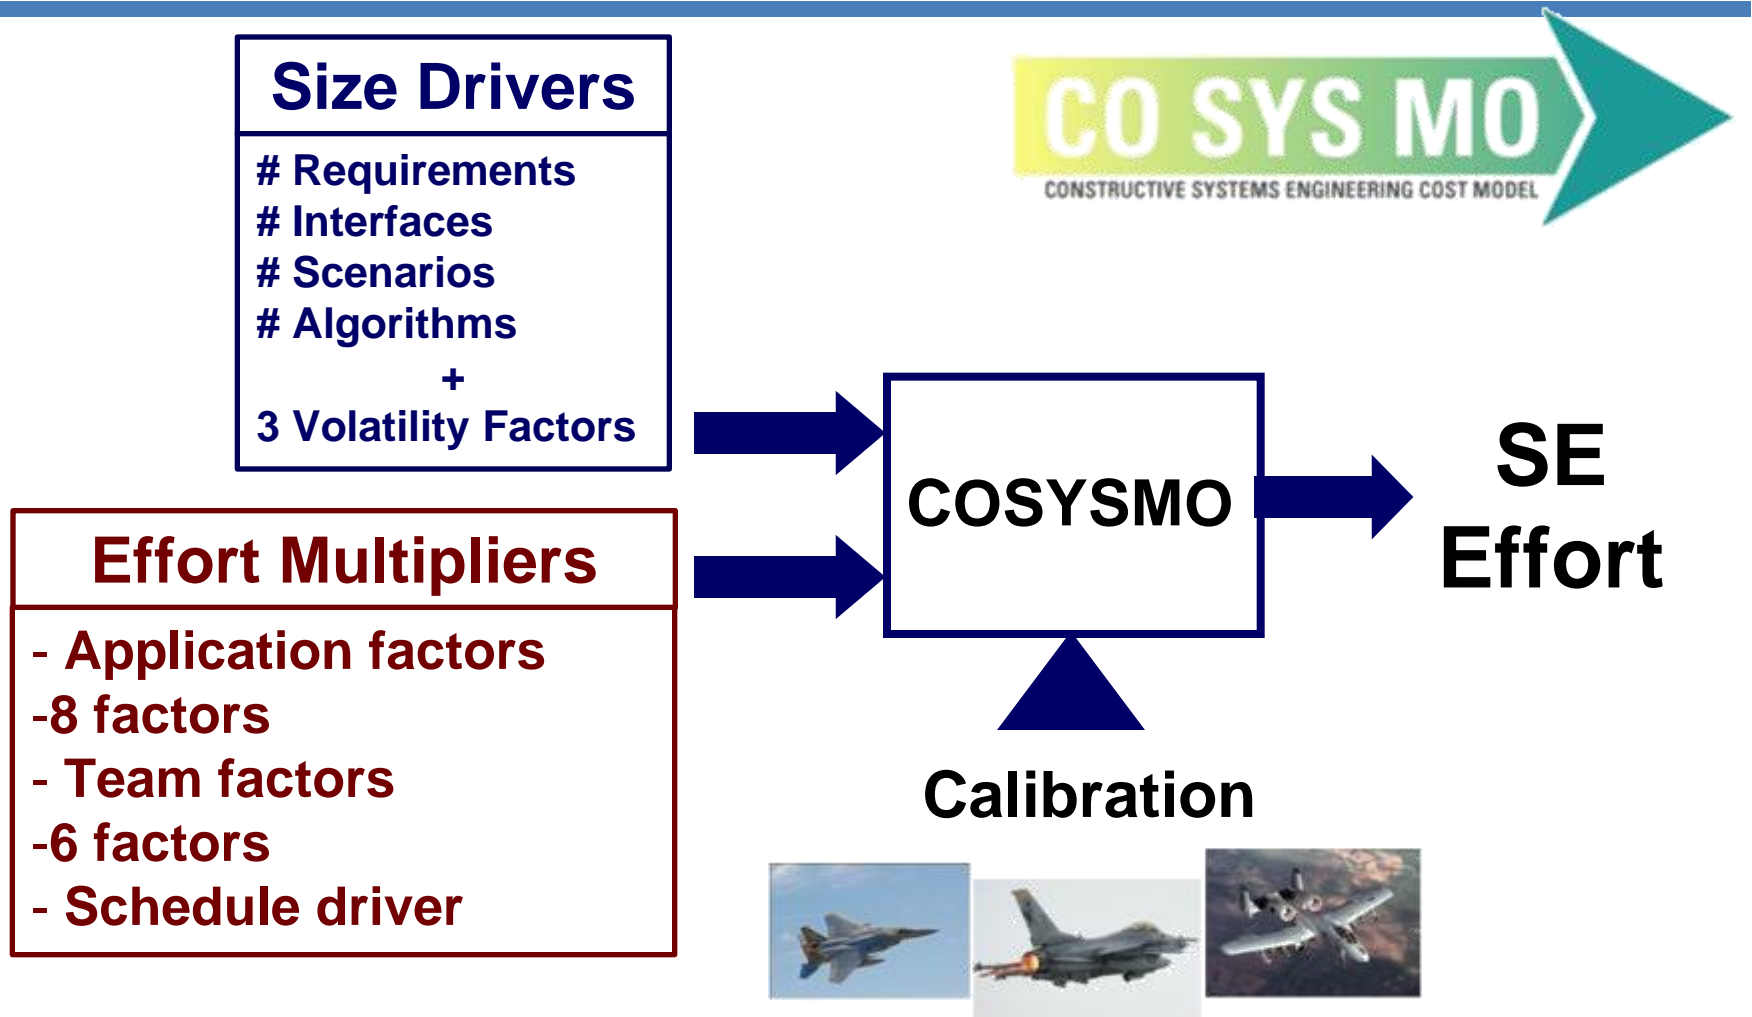 Size Drivers
# Requirements
# Interfaces
# Scenarios
# Algorithms
+
3 Volatility Factors
CO SYS MO
CONSTRUCTIVE SYSTEMS ENGINEERING COST MODEL
Effort Multipliers
- Application factors
-8 factors
- Team factors
-6 factors
- Schedule driver
COSYSMO
SE
Effort
Calibration